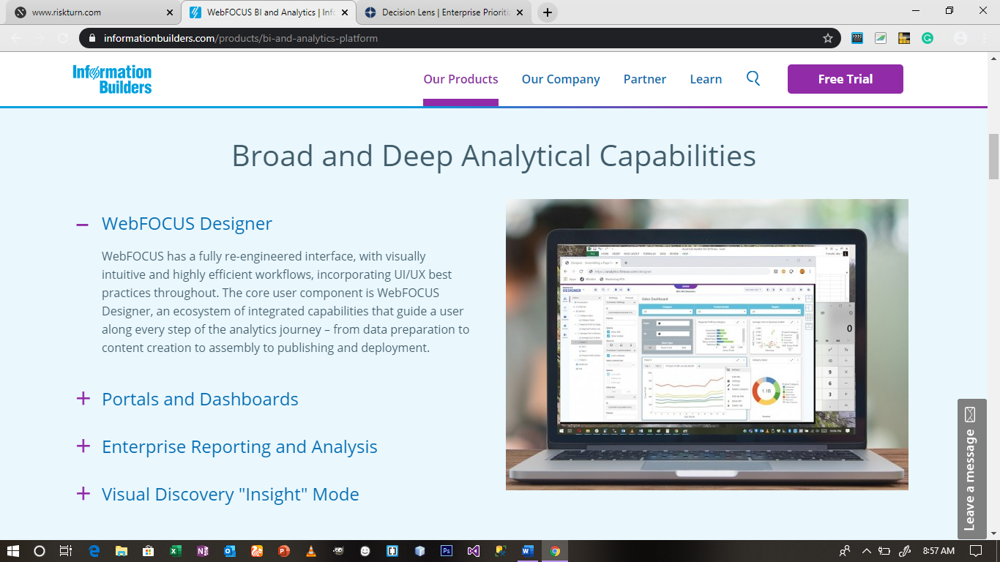 www.riskturn.com
WebFOCUS BI and Analytics | Info
Decision Lens | Enterprise Prioriti
informationbuilders.com/products/bi-and-analytics-platform
Information
Builders
Our Products
Our Company
Partner
Learn
Free Trial
Broad and Deep Analytical Capabilities
WebFOCUS Designer
WebFOCUS has a fully re-engineered interface, with visually
intuitive and highly efficient workflows, incorporating UI/UX best
practices throughout. The core user component is WebFOCUS
Designer, an ecosystem of integrated capabilities that guide a user
along every step of the analytics journey – from data preparation to
content creation to assembly to publishing and deployment.
Portals and Dashboards
Enterprise Reporting and Analysis
Visual Discovery "Insight" Mode
DESIGNER
Sales Dashboard
1.1B
Leave a message
8:57 AM